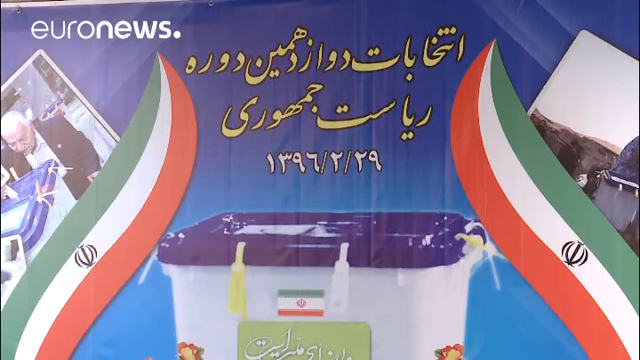 euronews.
انتخابات دوازدهمین دوره
ریاست جمهوری
۱۳۹۶/۲/۲۹